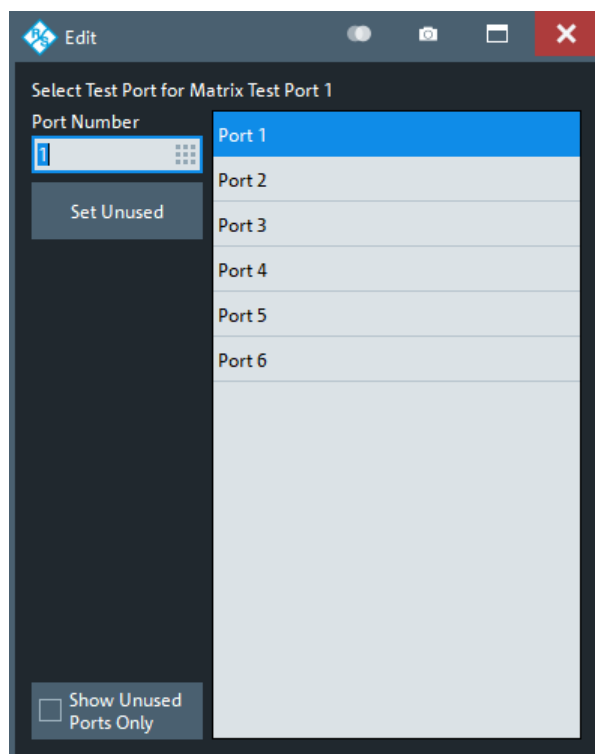 R&S Edit
Select Test Port for Matrix Test Port 1
Port Number
1
Set Unused
Port 1
Port 2
Port 3
Port 4
Port 5
Port 6
Show Unused
Ports Only